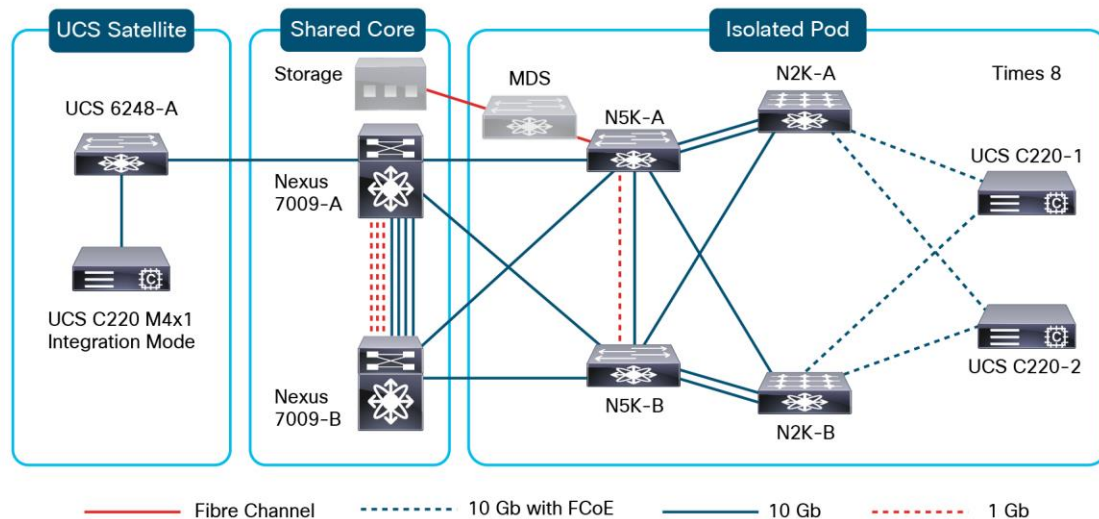 UCS Satellite
Shared Core
Isolated Pod
Storage
MDS
N2K-A
Times 8
UCS 6248-A
N5K-A
UCS C220-1
Nexus
7009-A
C
C
UCS C220 M4x1
Integration Mode
C
UCS C220-2
Nexus
7009-B
N5K-B
N2K-B
Fibre Channel
10 Gb with FCoE
10 Gb
1 Gb